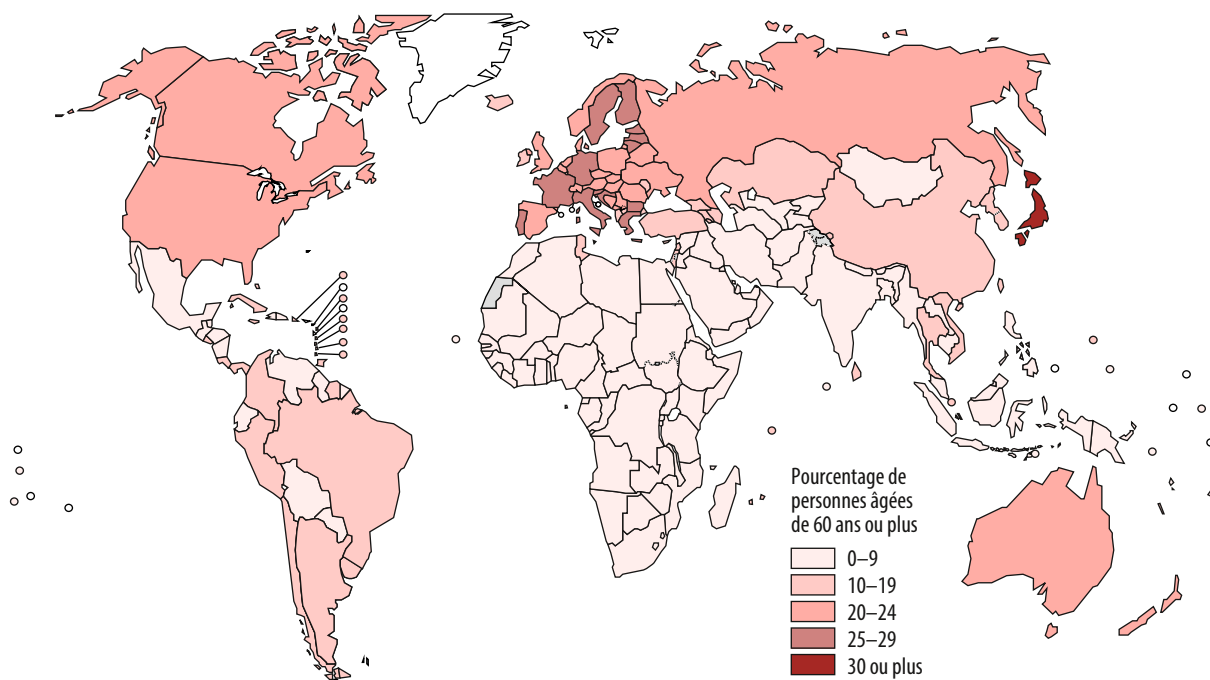 Pourcentage de
personnes âgées
de 60 ans ou plus
0–9
10–19
20–24
25–29
30 ou plus